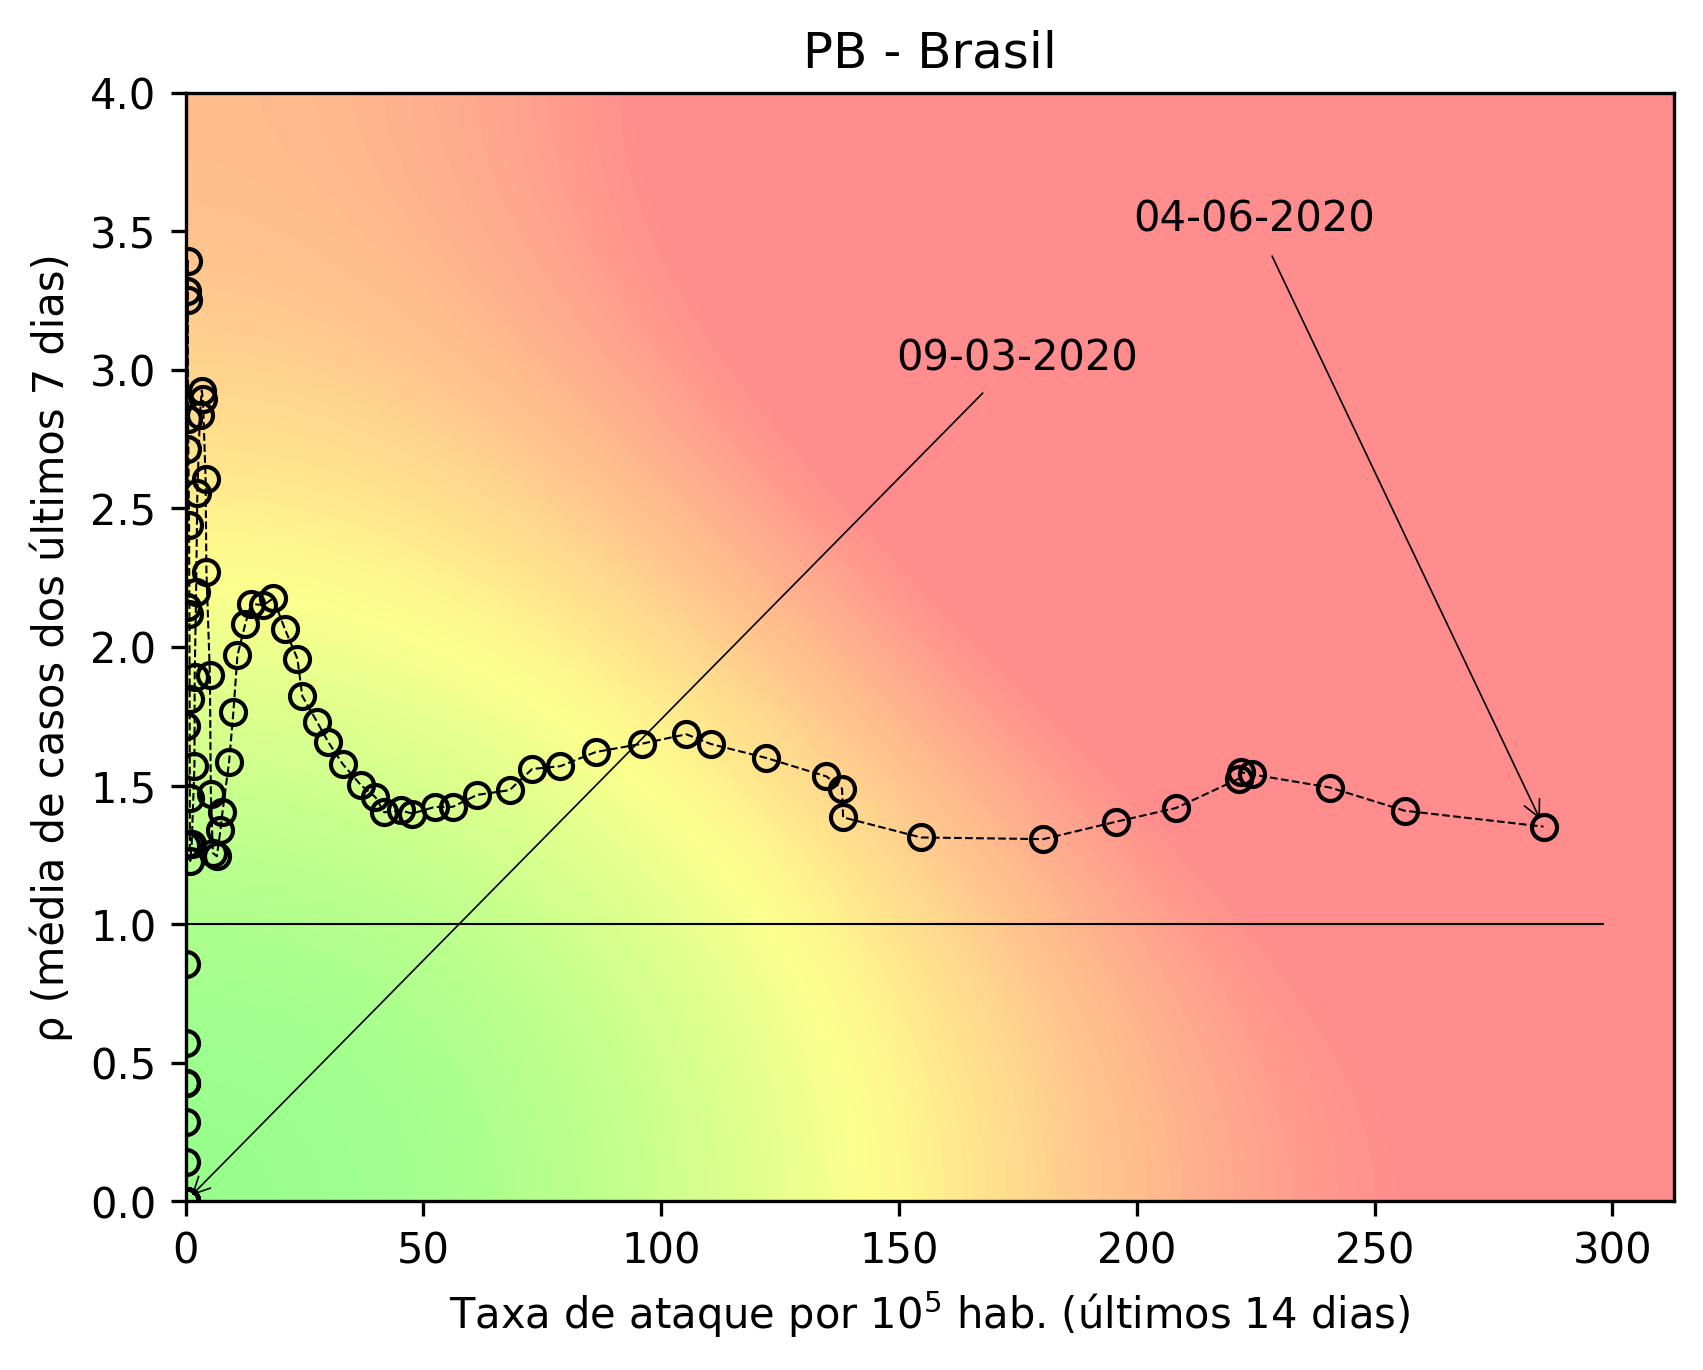 PB - Brasil
4.0
3.5
3.0
2.5
2.0
1.5
1.0
0.5
0.0
ρ (média de casos dos últimos 7 dias)
04-06-2020
09-03-2020
0 50 100 150 200 250 300
Taxa de ataque por 10⁵ hab. (últimos 14 dias)